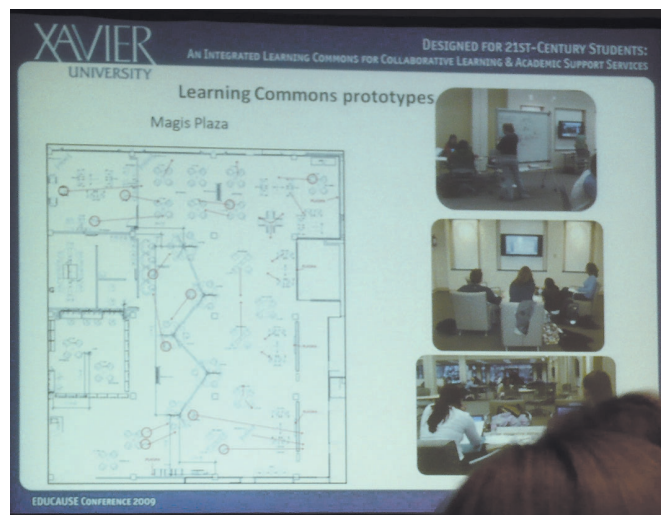 XAVIER
UNIVERSITY
DESIGNED FOR 21ST-CENTURY STUDENTS:
AN INTEGRATED LEARNING COMMONS FOR COLLABORATIVE LEARNING & ACADEMIC SUPPORT SERVICES
Learning Commons prototypes
Magis Plaza
EDUCAUSE CONFERENCE 2009